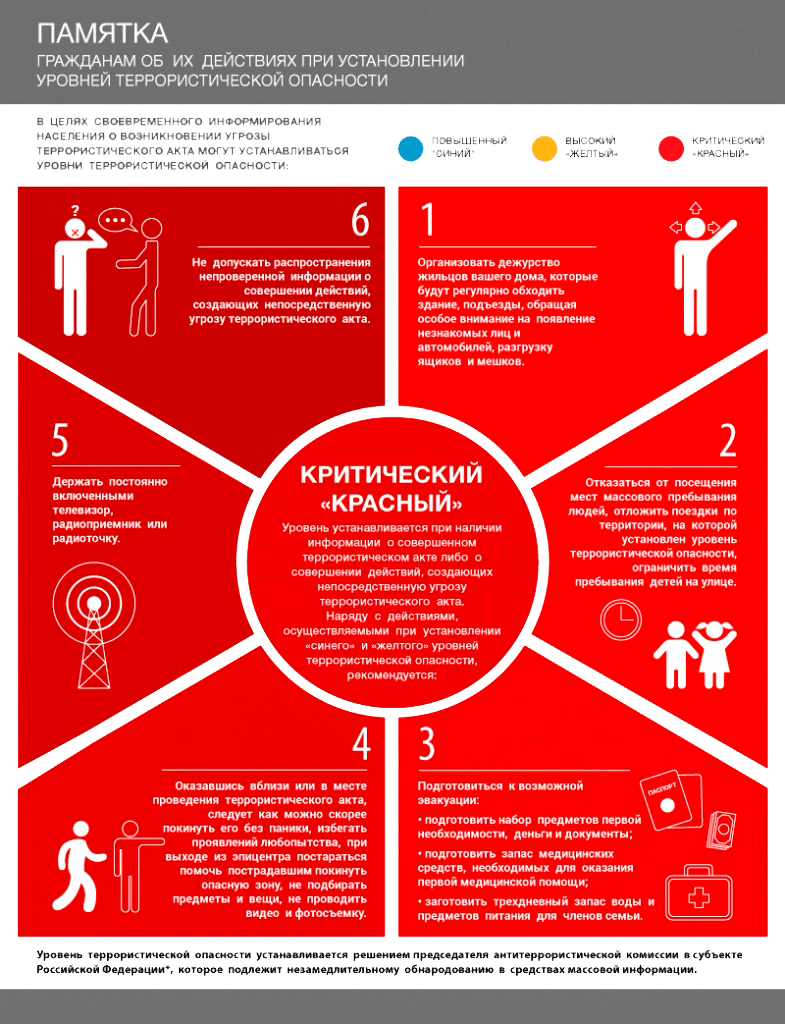 ПАМЯТКА
ГРАЖДАНАМ ОБ ИХ ДЕЙСТВИЯХ ПРИ УСТАНОВЛЕНИИ
УРОВНЕЙ ТЕРРОРИСТИЧЕСКОЙ ОПАСНОСТИ
В ЦЕЛЯХ СВОЕВРЕМЕННОГО ИНФОРМИРОВАНИЯ
НАСЕЛЕНИЯ О ВОЗНИКНОВЕНИИ УГРОЗЫ
ТЕРРОРИСТИЧЕСКОГО АКТА МОГУТ УСТАНАВЛИВАТЬСЯ
УРОВНИ ТЕРРОРИСТИЧЕСКОЙ ОПАСНОСТИ:
ПОВЫШЕННЫЙ
"СИНИЙ"
ВЫСОКИЙ
«ЖЕЛТЫЙ»
КРИТИЧЕСКИЙ
«КРАСНЫЙ»
1
Организовать дежурство
жильцов вашего дома, которые
будут регулярно обходить
здание, подъезды, обращая
особое внимание на появление
незнакомых лиц и
автомобилей, разгрузку
ящиков и мешков.
2
Отказаться от посещения
мест массового пребывания
людей, отложить поездки по
территории, на которой
установлен уровень
террористической опасности,
ограничить время
пребывания детей на улице.
3
Подготовиться к возможной
эвакуации:
• подготовить набор предметов первой
необходимости, деньги и документы;
• подготовить запас медицинских
средств, необходимых для оказания
первой медицинской помощи;
• заготовить трехдневный запас воды и
предметов питания для членов семьи.
ПАСПОРТ
4
Оказавшись вблизи или в месте
проведения террористического акта,
следует как можно скорее
покинуть его без паники, избегать
проявлений любопытства, при
выходе из эпицентра постараться
помочь пострадавшим покинуть
опасную зону, не подбирать
предметы и вещи, не проводить
видео и фотосъемку.
5
Держать постоянно
включенными
телевизор,
радиоприемник или
радиоточку.
6
Не допускать распространения
непроверенной информации о
совершении действий,
создающих непосредственную
угрозу террористического акта.
?
КРИТИЧЕСКИЙ
«КРАСНЫЙ»
Уровень устанавливается при наличии
информации о совершенном
террористическом акте либо о
совершении действий, создающих
непосредственную угрозу
террористического акта.
Наряду с действиями,
осуществляемыми при установлении
«синего» и «желтого» уровней
террористической опасности,
рекомендуется:
Уровень террористической опасности устанавливается решением председателя антитеррористической комиссии в субъекте
Российской Федерации*, которое подлежит незамедлительному обнародованию в средствах массовой информации.